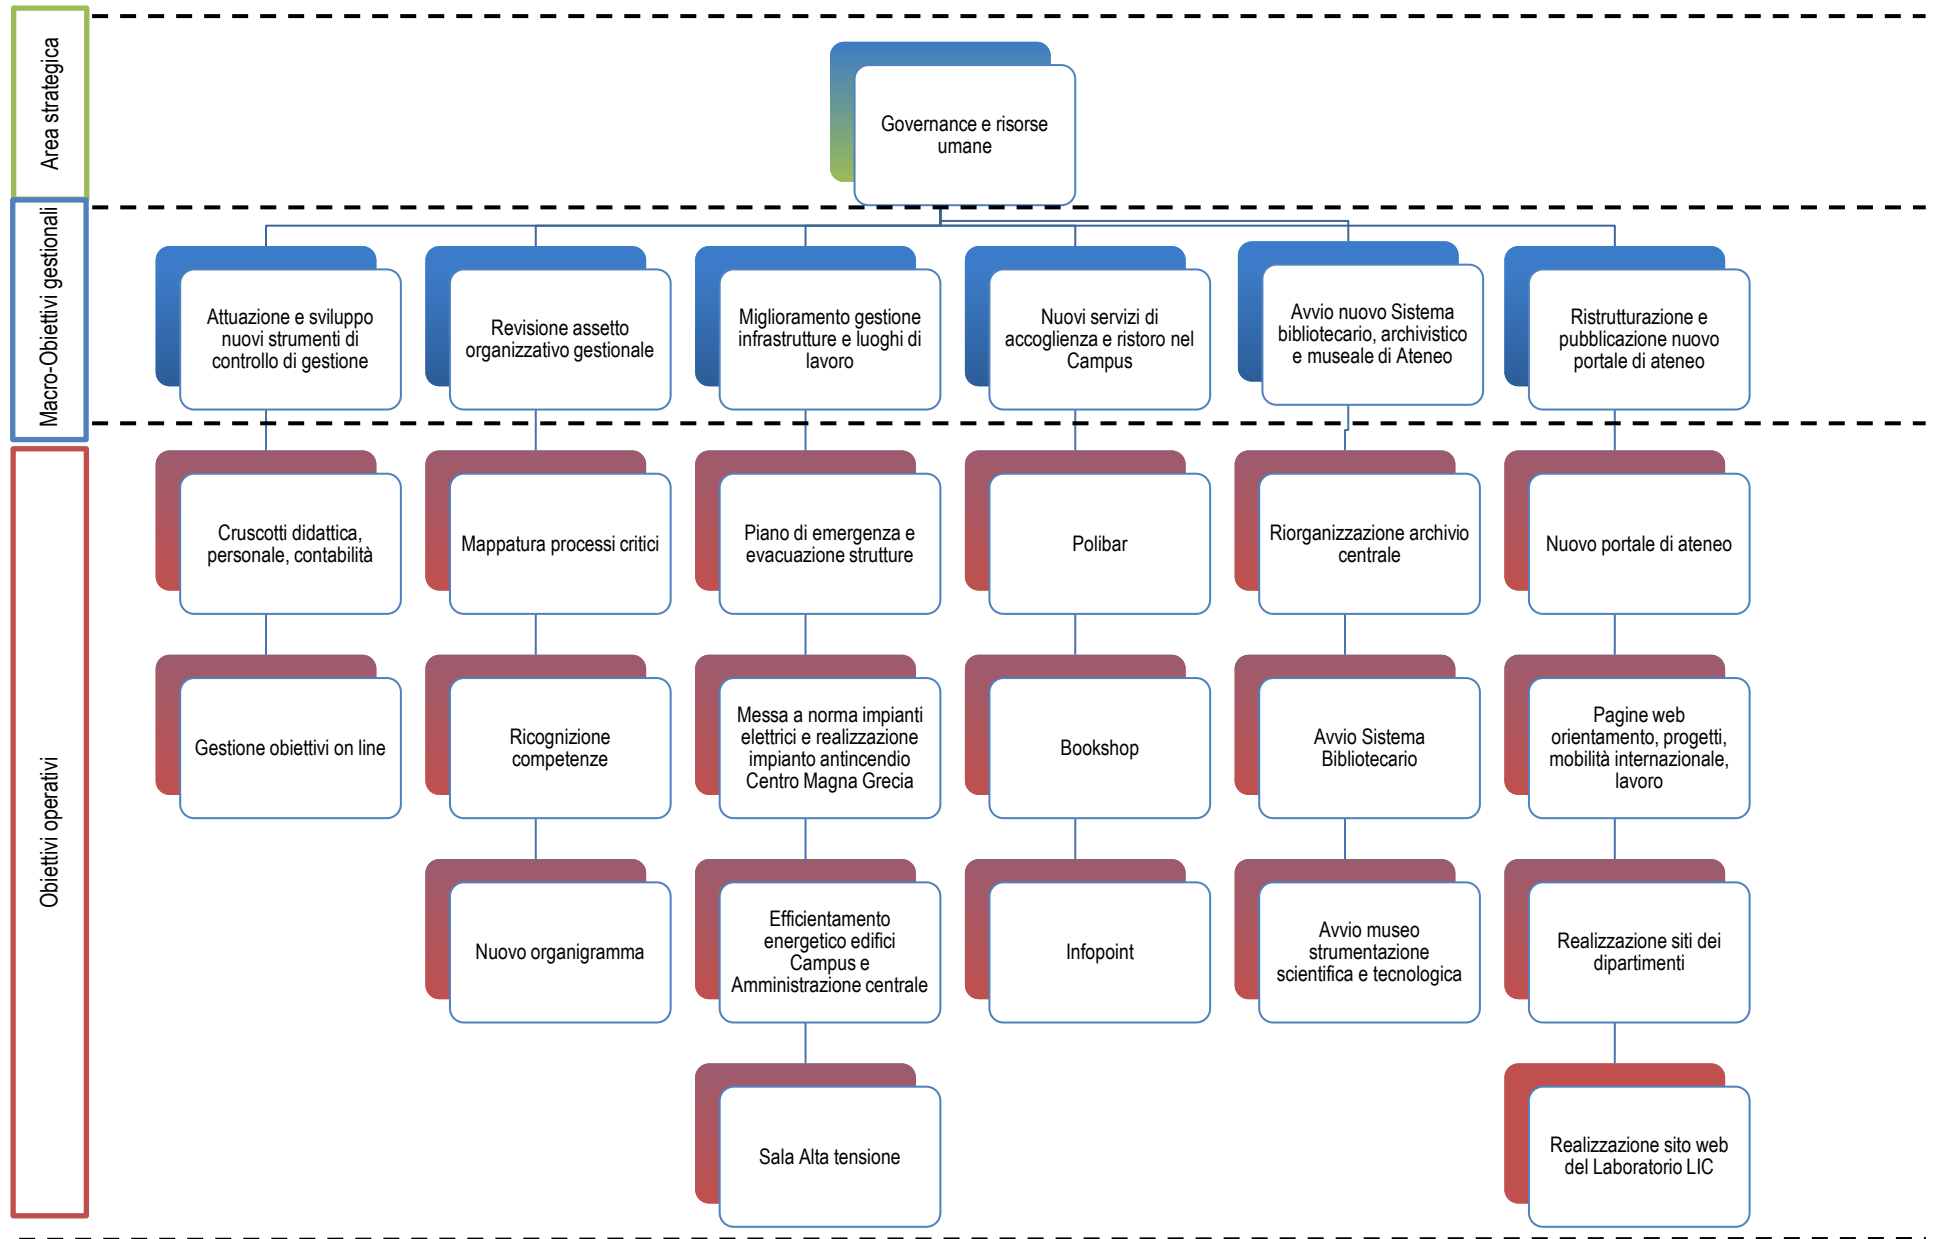 Area strategica
Governance e risorse
umane
Macro-Obiettivi gestionali
Attuazione e sviluppo
nuovi strumenti di
controllo di gestione
Revisione assetto
organizzativo gestionale
Miglioramento gestione
infrastrutture e luoghi di
lavoro
Nuovi servizi di
accoglienza e ristoro nel
Campus
Avvio nuovo Sistema
bibliotecario, archivistico
e museale di Ateneo
Ristrutturazione e
pubblicazione nuovo
portale di ateneo
Obiettivi operativi
Cruscotti didattica,
personale, contabilità
Mappatura processi critici
Piano di emergenza e
evacuazione strutture
Polibar
Riorganizzazione archivio
centrale
Nuovo portale di ateneo
Gestione obiettivi on line
Ricognizione
competenze
Messa a norma impianti
elettrici e realizzazione
impianto antincendio
Centro Magna Grecia
Bookshop
Avvio Sistema
Bibliotecario
Pagine web
orientamento, progetti,
mobilità internazionale,
lavoro
Nuovo organigramma
Efficientamento
energetico edifici
Campus e
Amministrazione centrale
Infopoint
Avvio museo
strumentazione
scientifica e tecnologica
Realizzazione siti dei
dipartimenti
Sala Alta tensione
Realizzazione sito web
del Laboratorio LIC